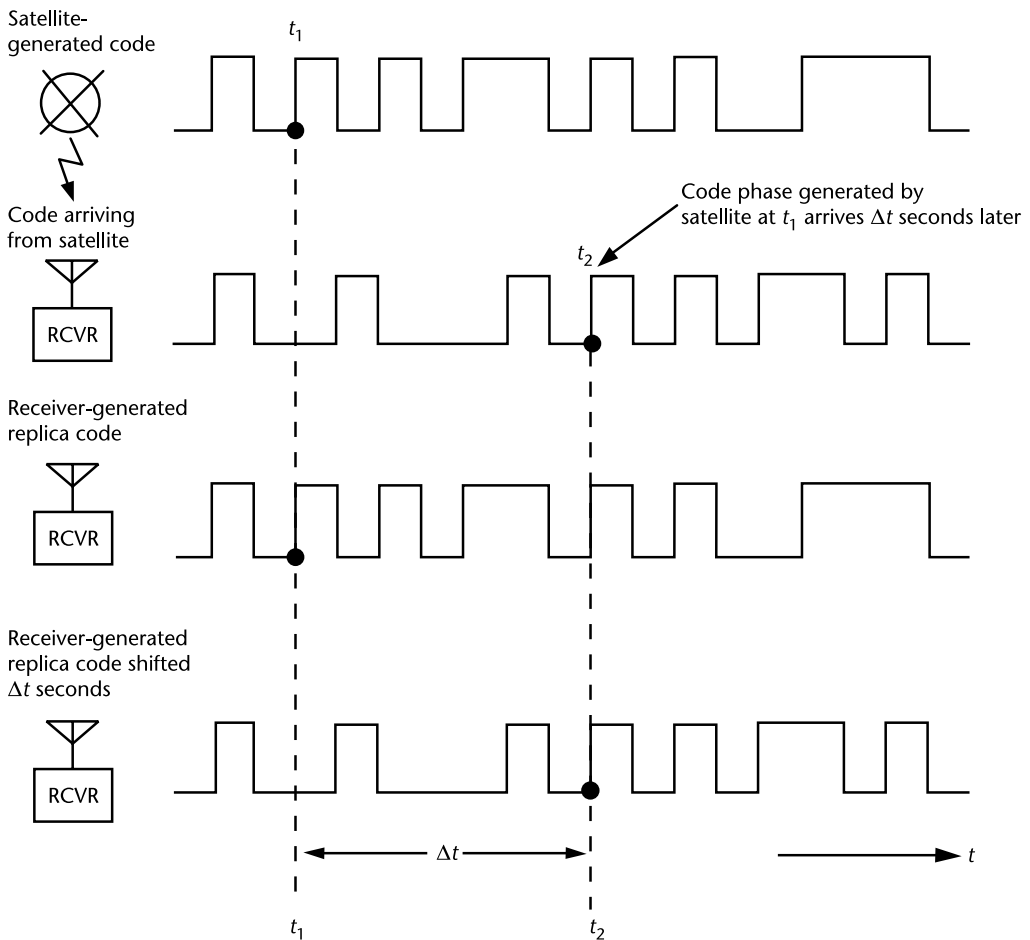 Satellite-
generated code
t₁
Code arriving
from satellite
RCVR
Code phase generated by
satellite at t₁ arrives Δt seconds later
t₂
Receiver-generated
replica code
RCVR
Receiver-generated
replica code shifted
Δt seconds
RCVR
Δt
t
t₁
t₂